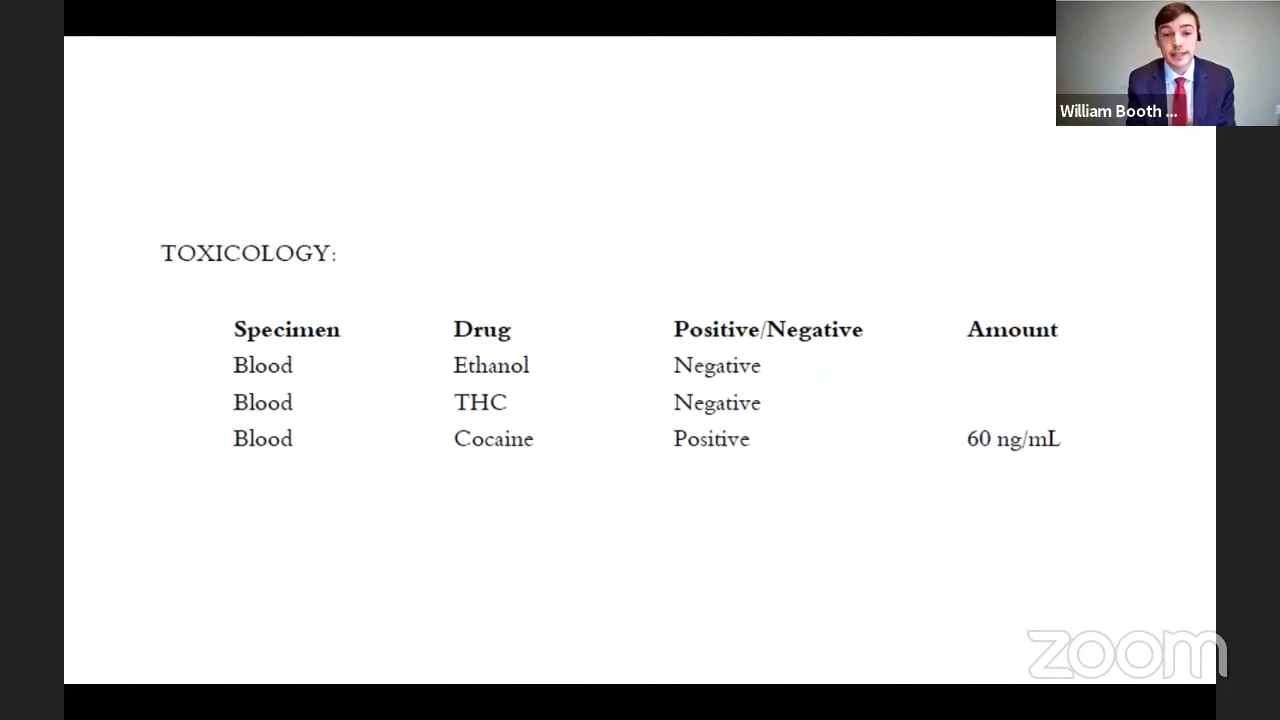 William Booth ...
TOXICOLOGY:
Specimen Drug Positive/Negative Amount
Blood Ethanol Negative
Blood THC Negative
Blood Cocaine Positive 60 ng/mL
zoom